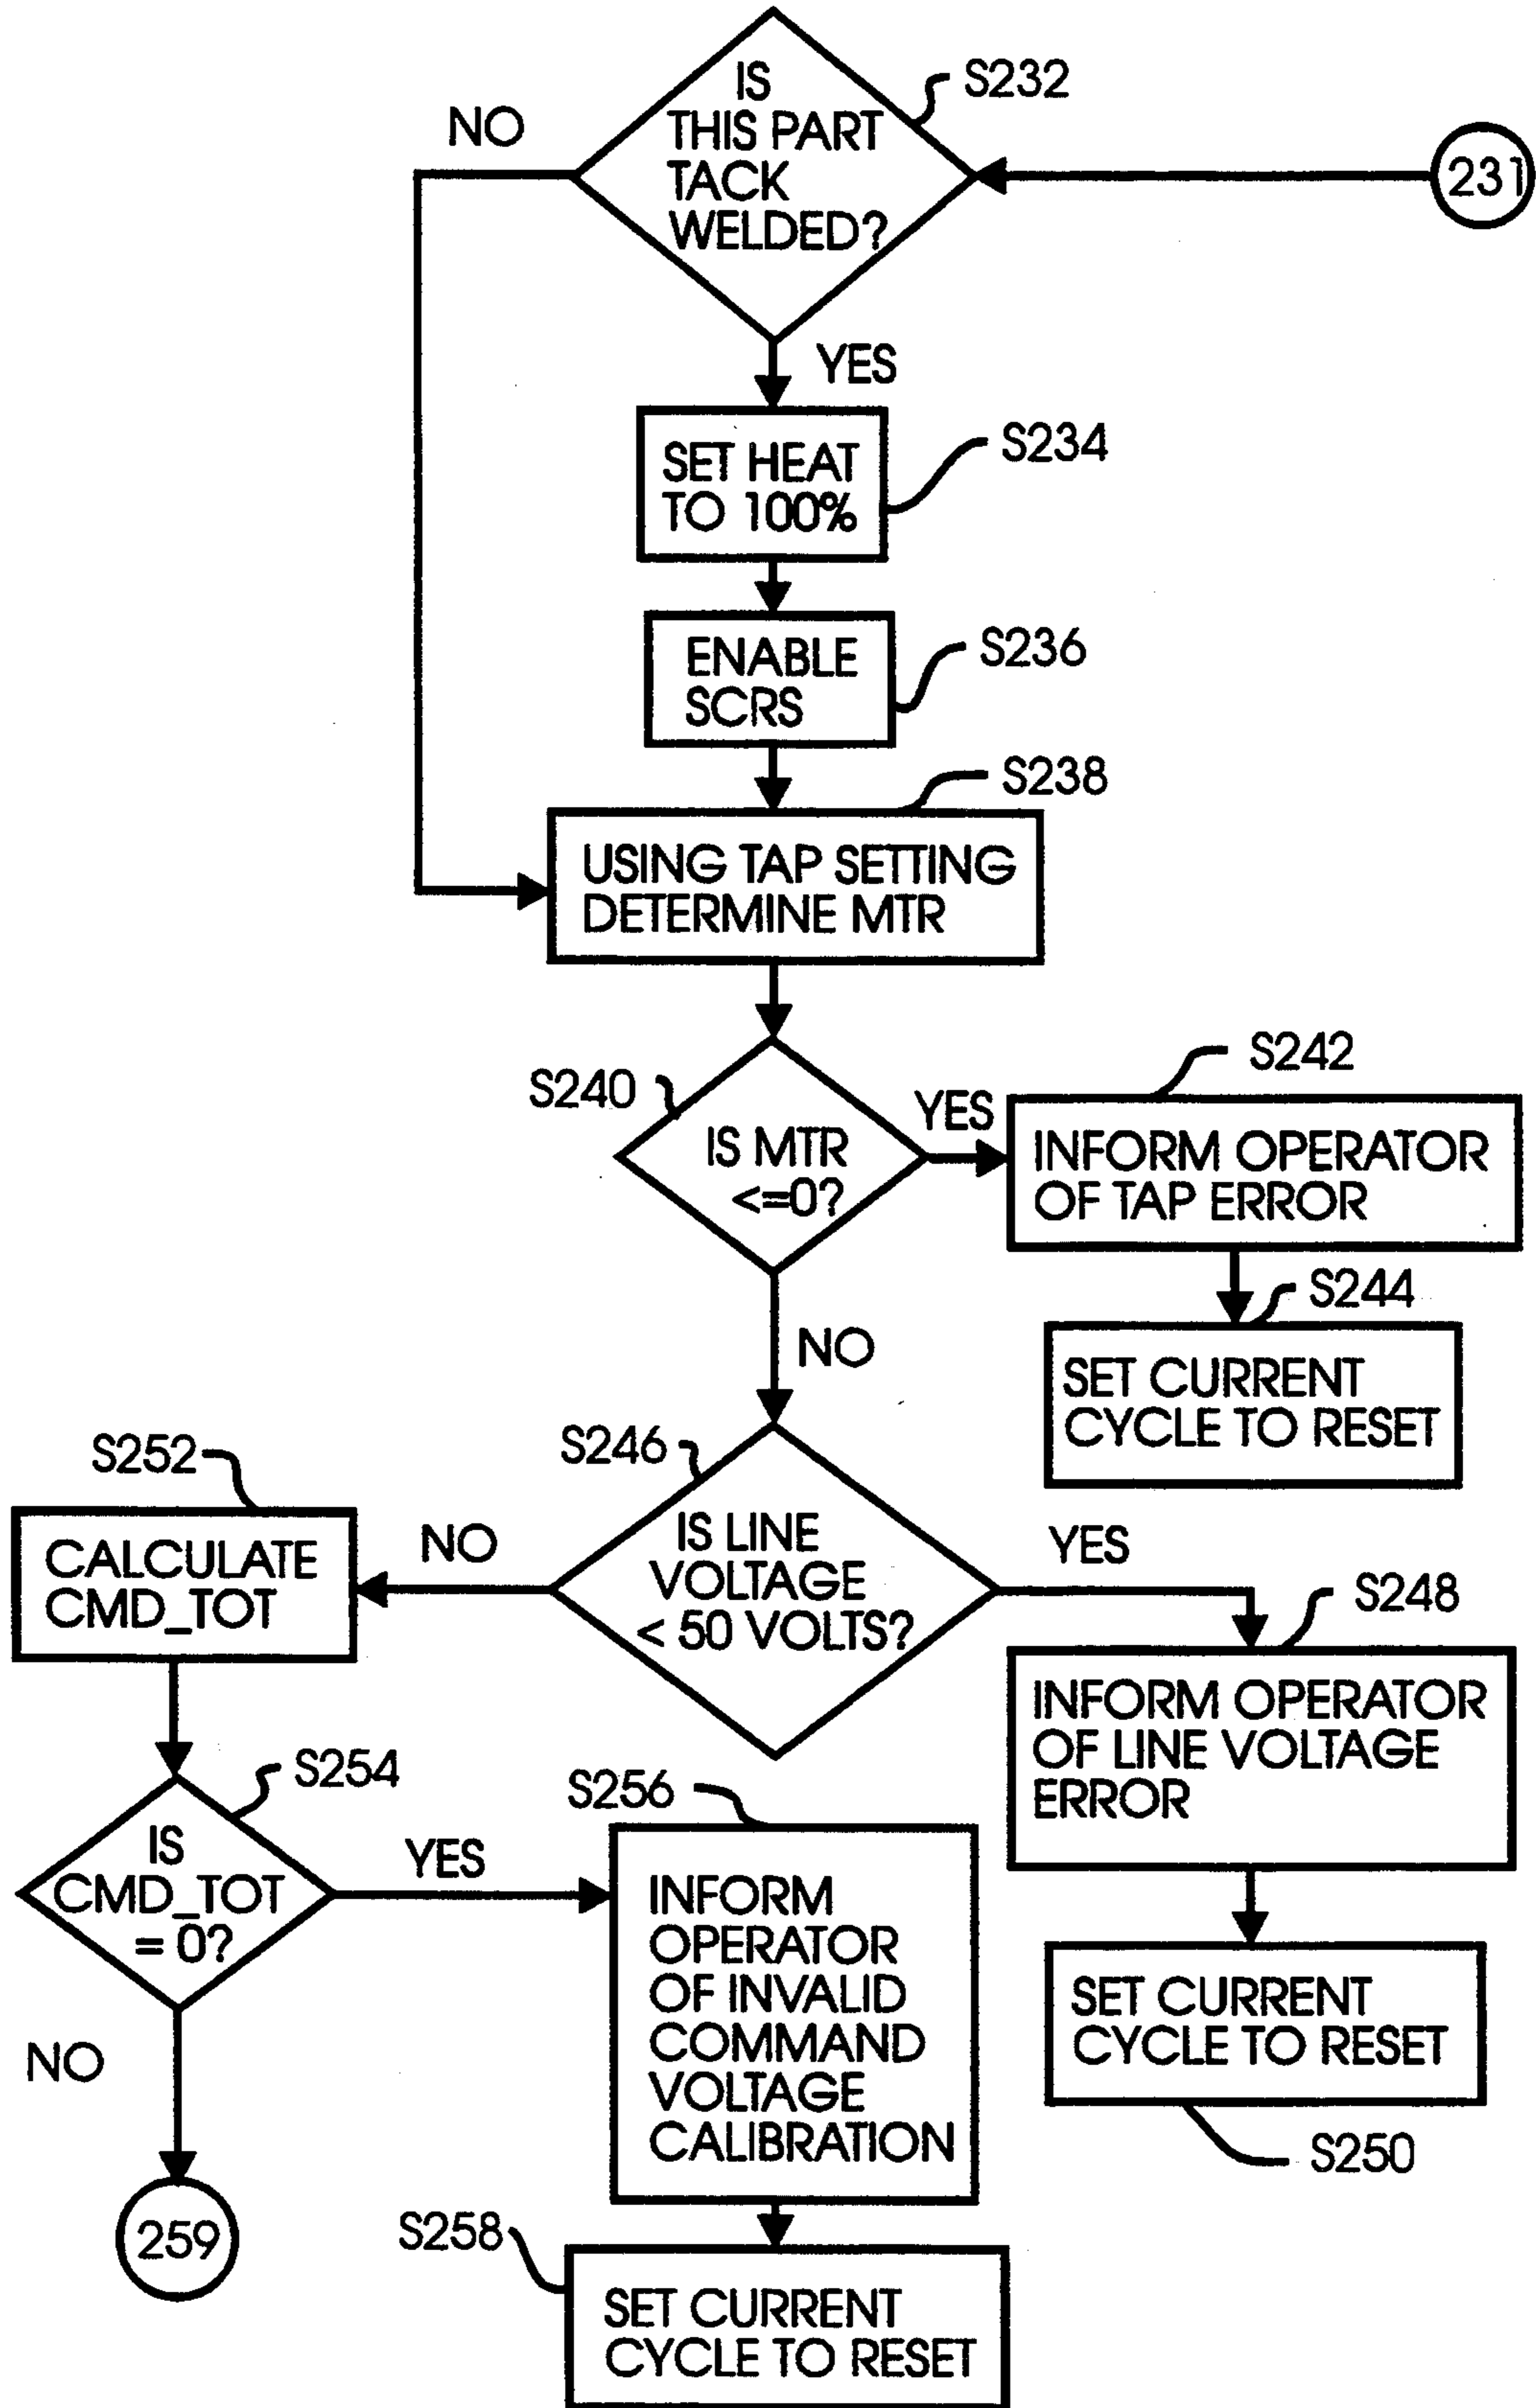 IS
THIS PART
TACK
WELDED?
S232
NO
231
YES
SET HEAT
TO 100%
S234
ENABLE
SCRS
S236
S238
USING TAP SETTING
DETERMINE MTR
S240
IS MTR
<=0?
YES
S242
INFORM OPERATOR
OF TAP ERROR
S244
SET CURRENT
CYCLE TO RESET
NO
S246
IS LINE
VOLTAGE
< 50 VOLTS?
NO
YES
S252
CALCULATE
CMD_TOT
S248
INFORM OPERATOR
OF LINE VOLTAGE
ERROR
S254
IS
CMD_TOT
= 0?
YES
S256
INFORM
OPERATOR
OF INVALID
COMMAND
VOLTAGE
CALIBRATION
SET CURRENT
CYCLE TO RESET
S250
NO
259
S258
SET CURRENT
CYCLE TO RESET